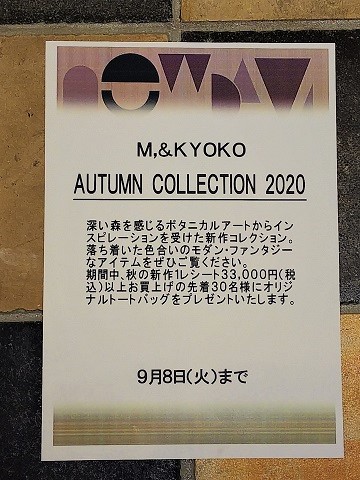 M,&KYOKO
AUTUMN COLLECTION 2020
深い森を感じるボタニカルアートからイン
スピレーションを受けた新作コレクション。
落ち着いた色合いのモダン・ファンタジー
なアイテムをぜひご覧ください。
期間中、秋の新作1レシート33,000円(税
込)以上お買上げの先着30名様にオリジ
ナルトートバッグをプレゼントいたします。
9月8日(火)まで